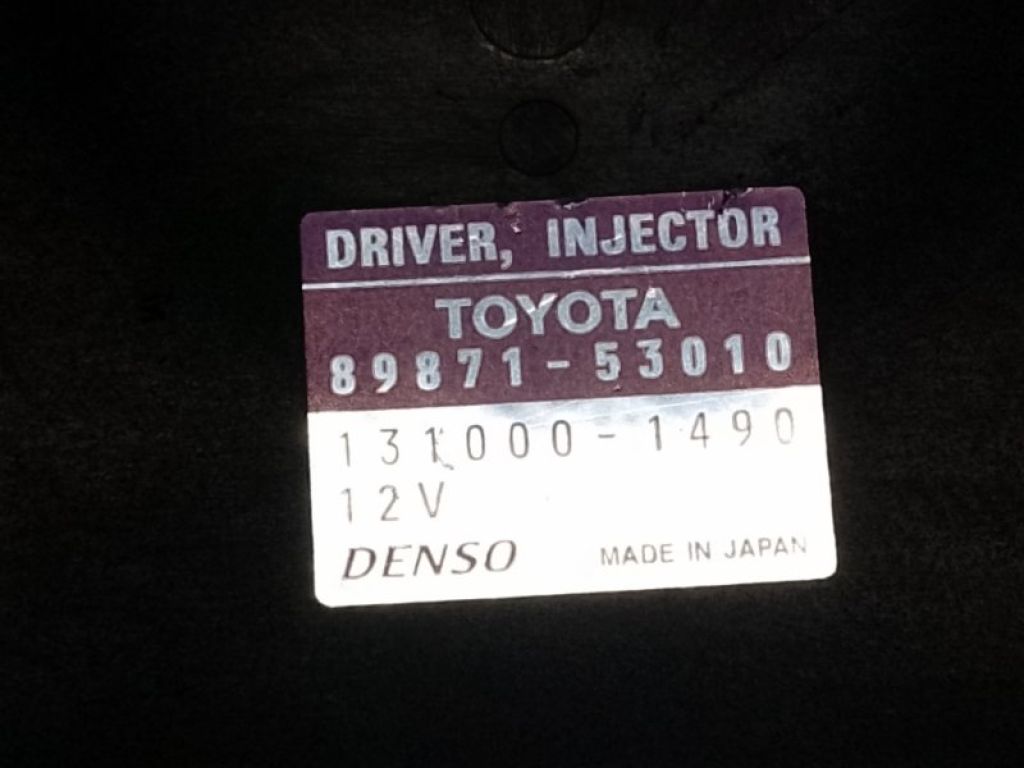 DRIVER, INJECTOR
TOYOTA
89871-53010
131000-1490
12V
DENSO MADE IN JAPAN